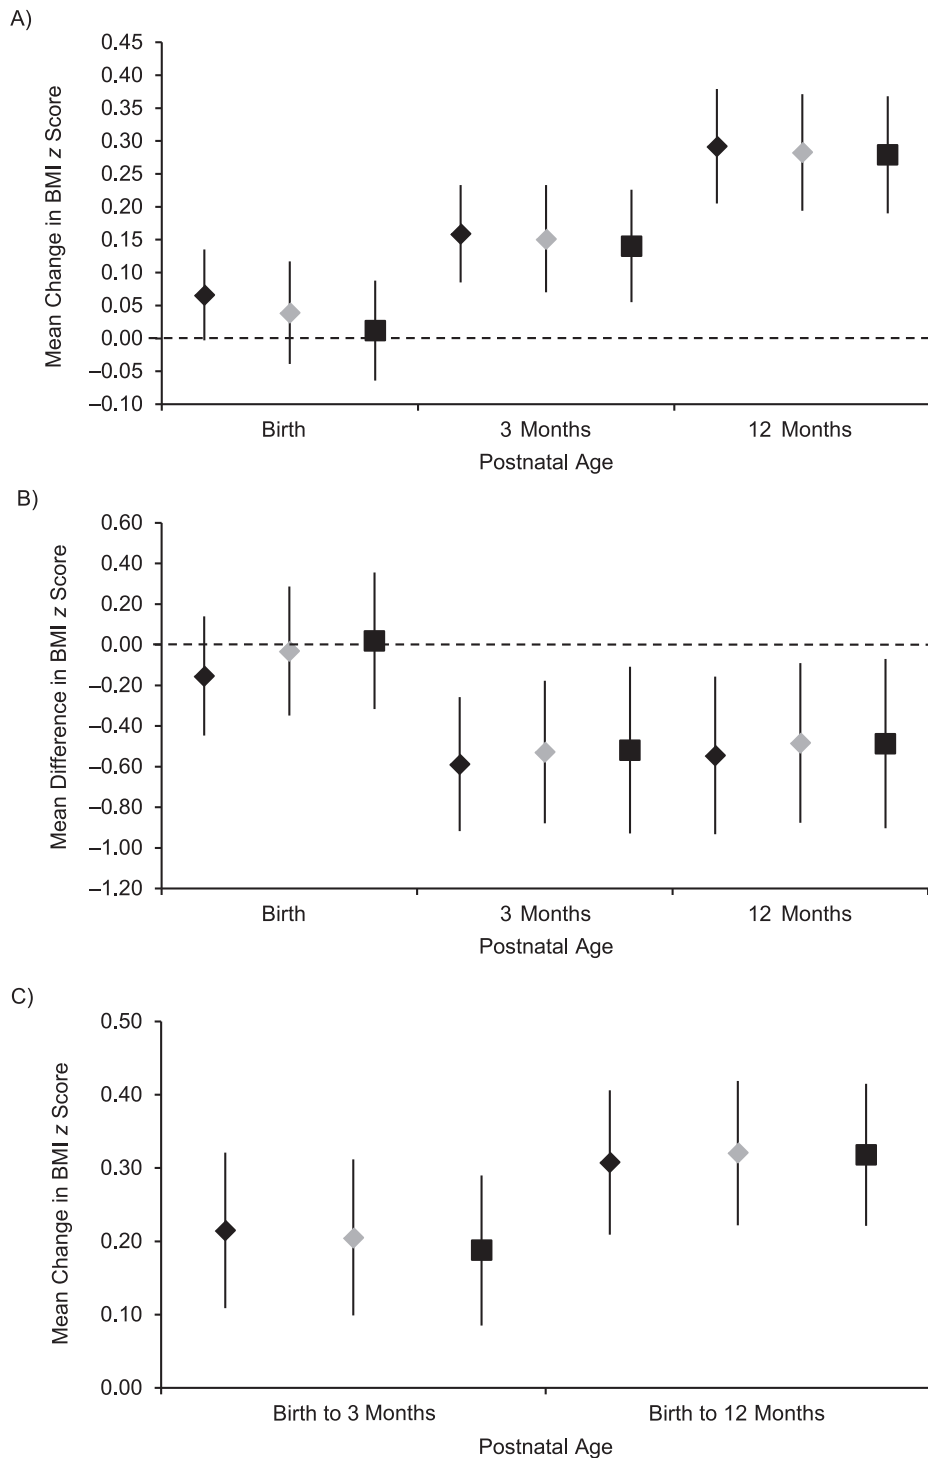 A)
Mean Change in BMI z Score
0.45
0.40
0.35
0.30
0.25
0.20
0.15
0.10
0.05
0.00
–0.05
–0.10
Birth
3 Months
12 Months
Postnatal Age
B)
Mean Difference in BMI z Score
0.60
0.40
0.20
0.00
–0.20
–0.40
–0.60
–0.80
–1.00
–1.20
Birth
3 Months
12 Months
Postnatal Age
C)
Mean Change in BMI z Score
0.50
0.40
0.30
0.20
0.10
0.00
Birth to 3 Months
Birth to 12 Months
Postnatal Age